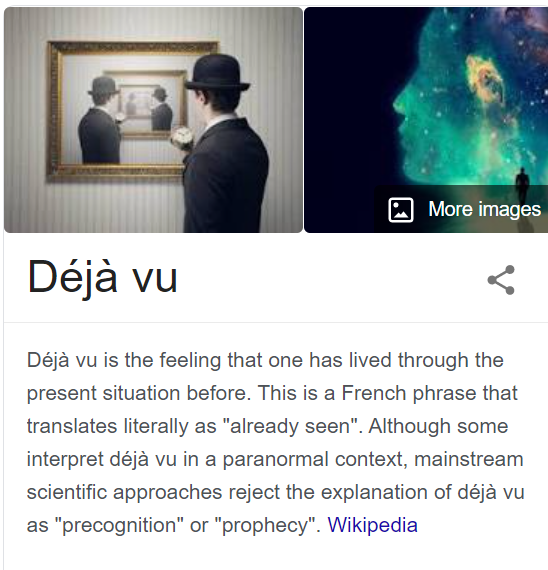 More images
Déjà vu
Déjà vu is the feeling that one has lived through the
present situation before. This is a French phrase that
translates literally as "already seen". Although some
interpret déjà vu in a paranormal context, mainstream
scientific approaches reject the explanation of déjà vu
as "precognition" or "prophecy". Wikipedia